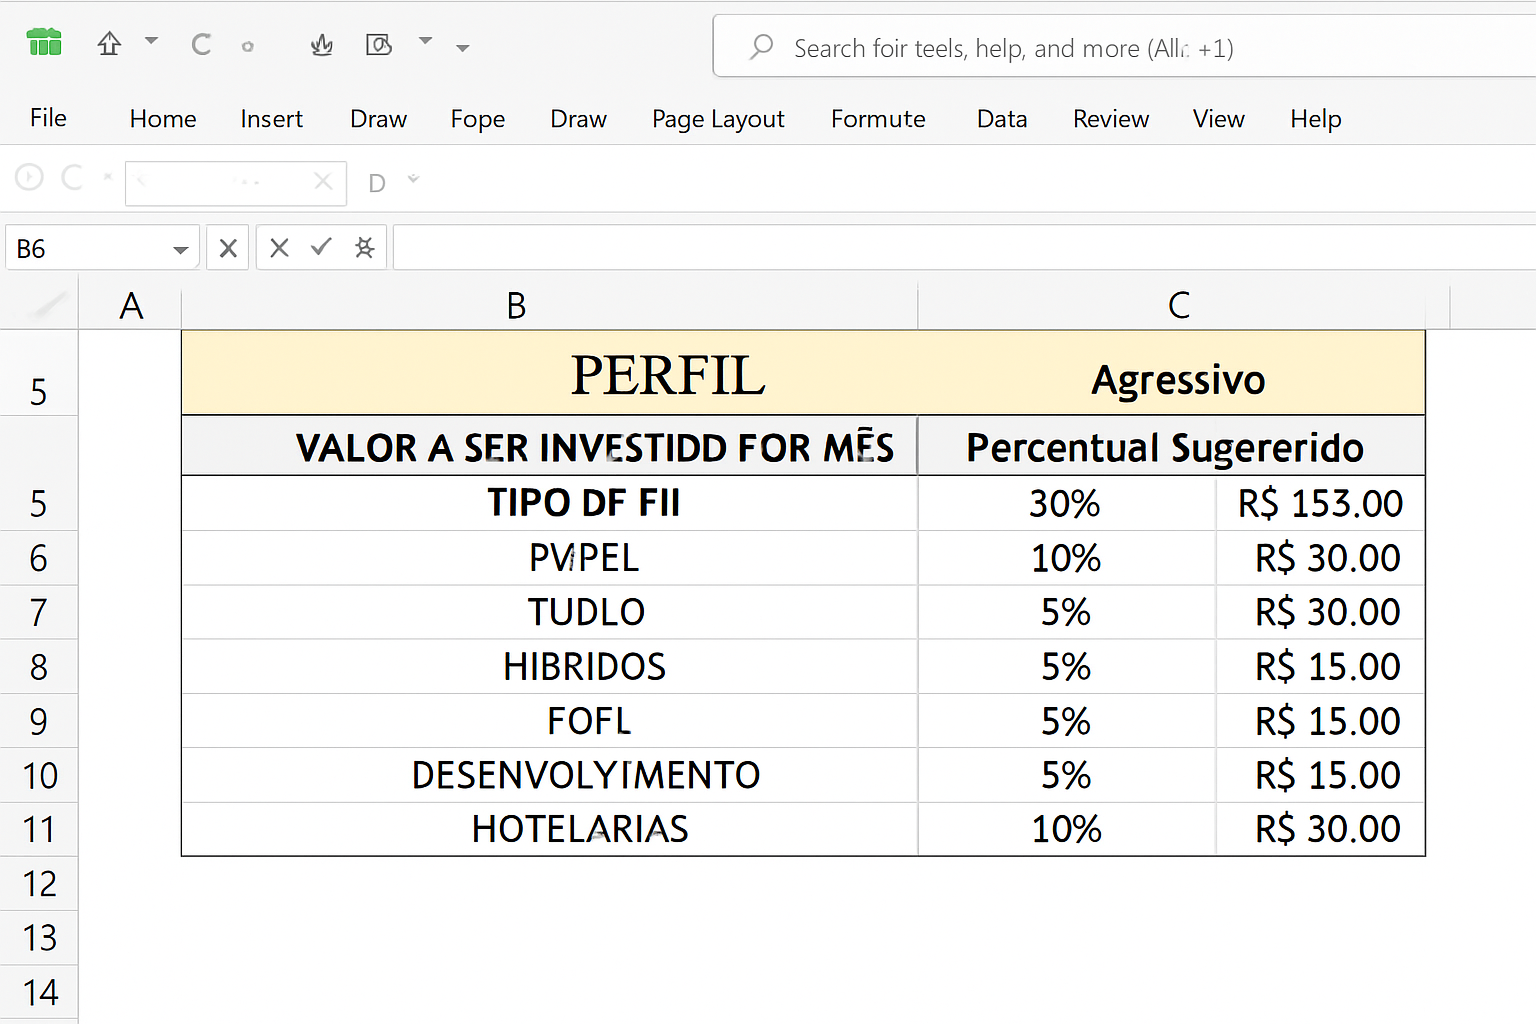 Search foir teels, help, and more (All. +1)
File Home Insert Draw Fope Draw Page Layout Formute Data Review View Help
D
B6
A B C
5 PERFIL Agressivo
VALOR A SER INVESTIDD FOR MÊS Percentual Sugererido
5 TIPO DF FII 30% R$ 153.00
6 PVPEL 10% R$ 30.00
7 TUDLO 5% R$ 30.00
8 HIBRIDOS 5% R$ 15.00
9 FOFL 5% R$ 15.00
10 DESENVOLYIMENTO 5% R$ 15.00
11 HOTELARIAS 10% R$ 30.00
12
13
14